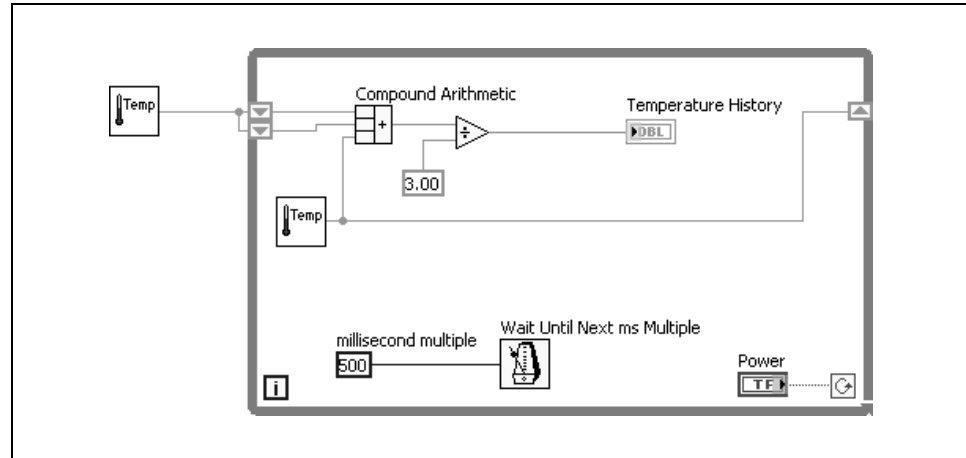 Temp
Compound Arithmetic
+
÷
Temperature History
DBL
3.00
Temp
millisecond multiple
500
Wait Until Next ms Multiple
Power
TF
i